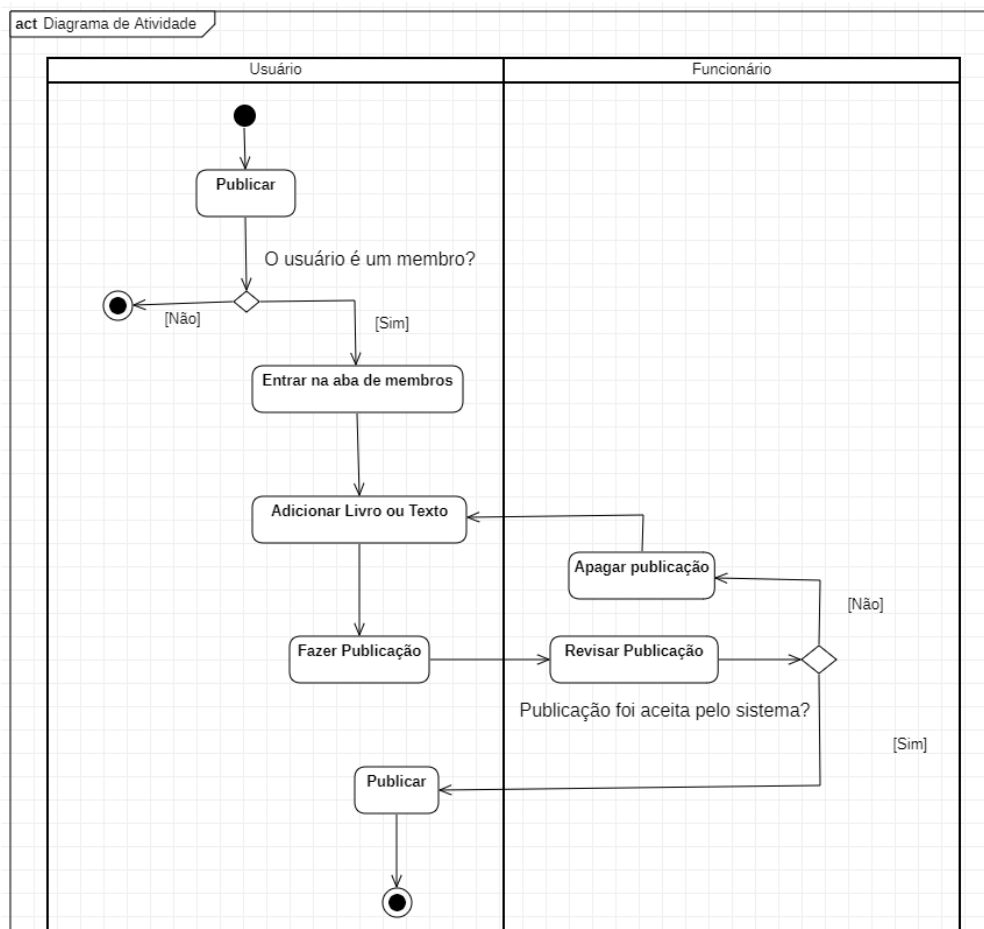 act Diagrama de Atividade
Usuário
Funcionário
Publicar
O usuário é um membro?
[Não]
[Sim]
Entrar na aba de membros
Adicionar Livro ou Texto
Apagar publicação
[Não]
Fazer Publicação
Revisar Publicação
Publicação foi aceita pelo sistema?
[Sim]
Publicar